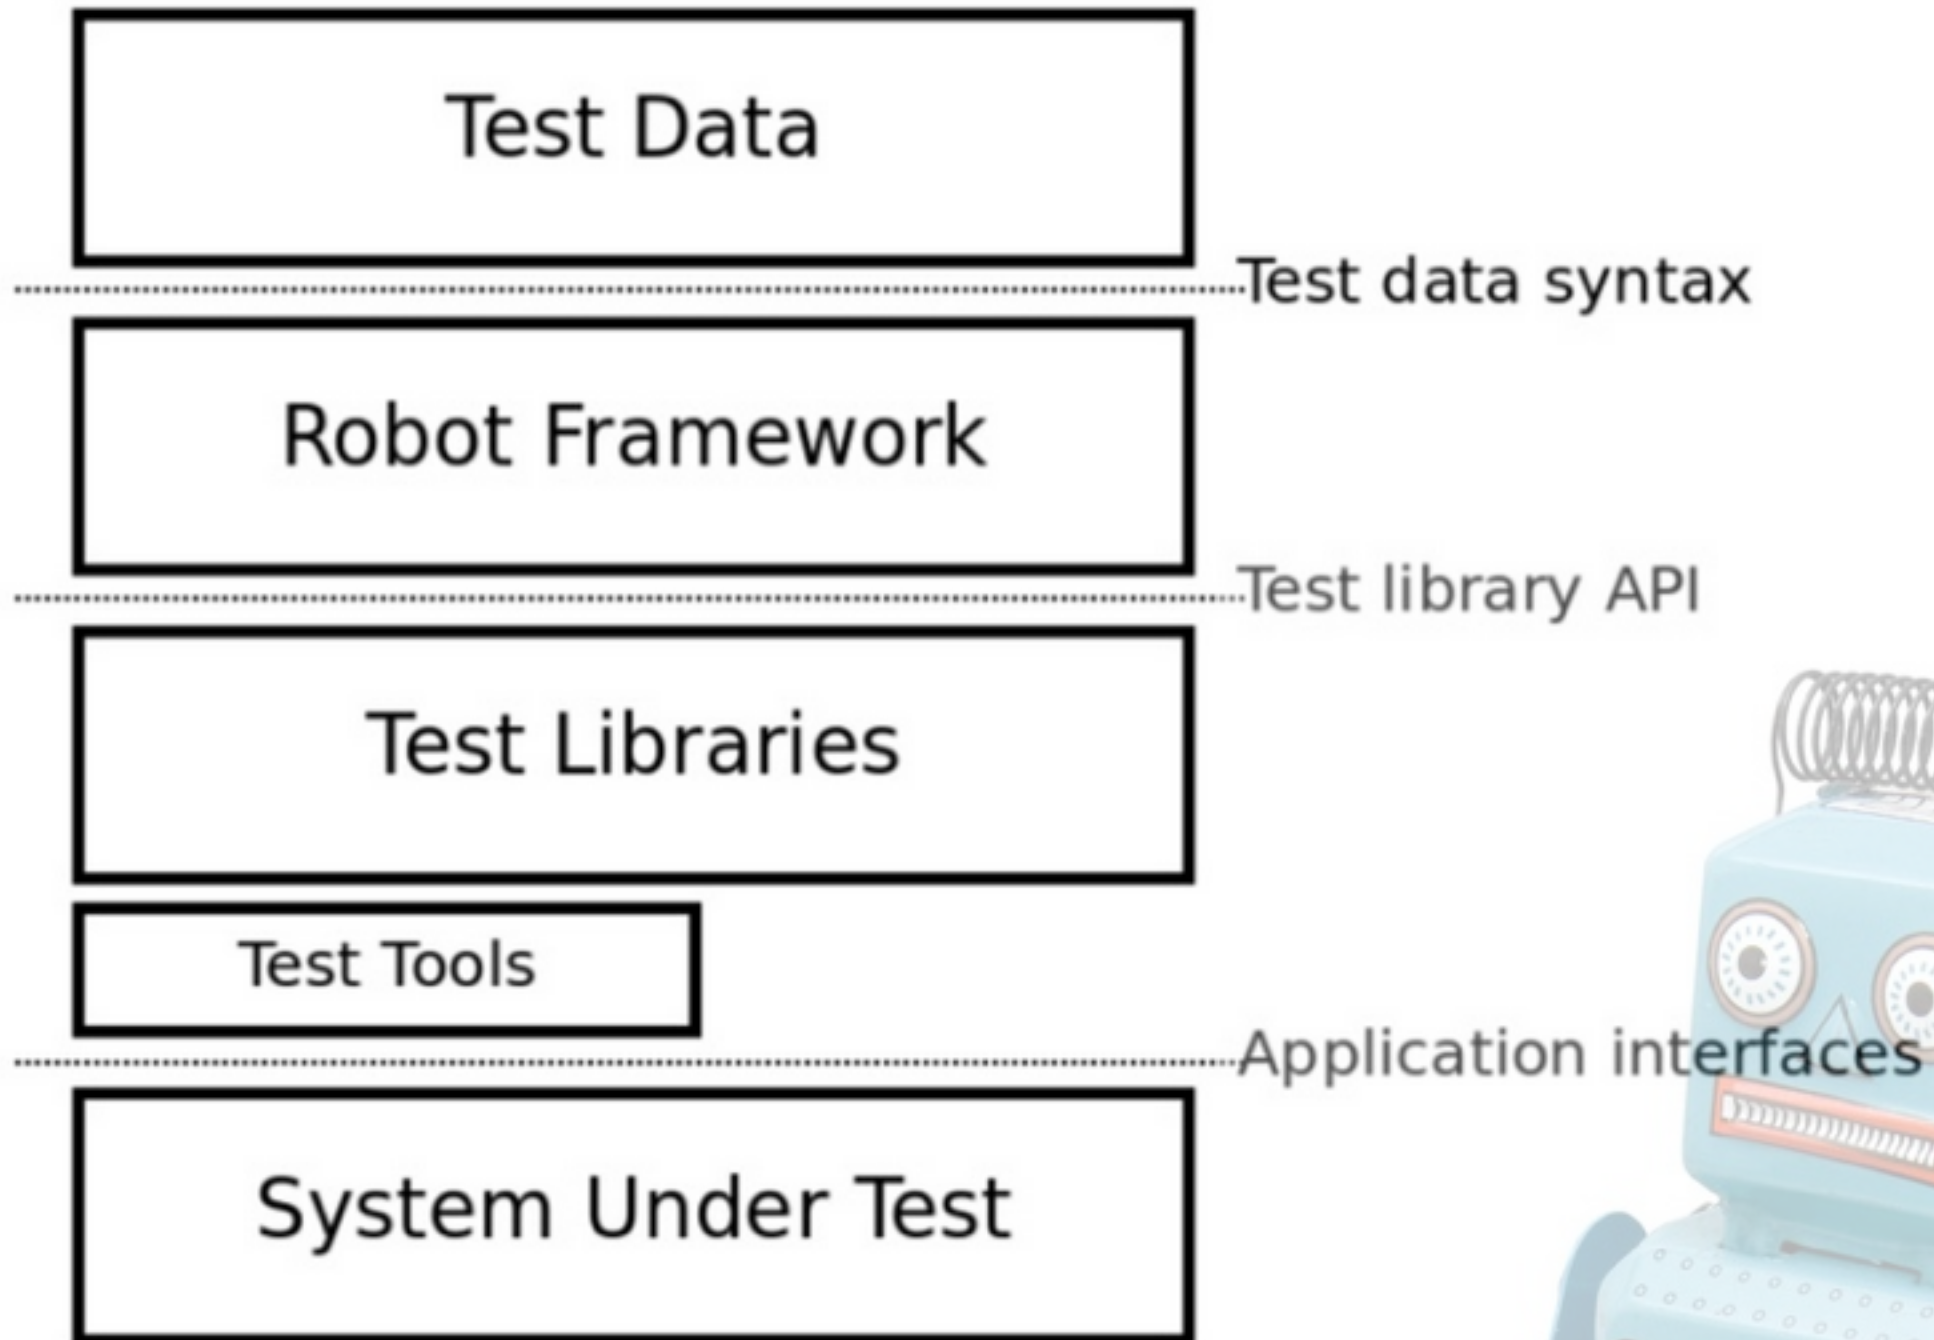 Test Data
Test data syntax
Robot Framework
Test library API
Test Libraries
Test Tools
Application interfaces
System Under Test